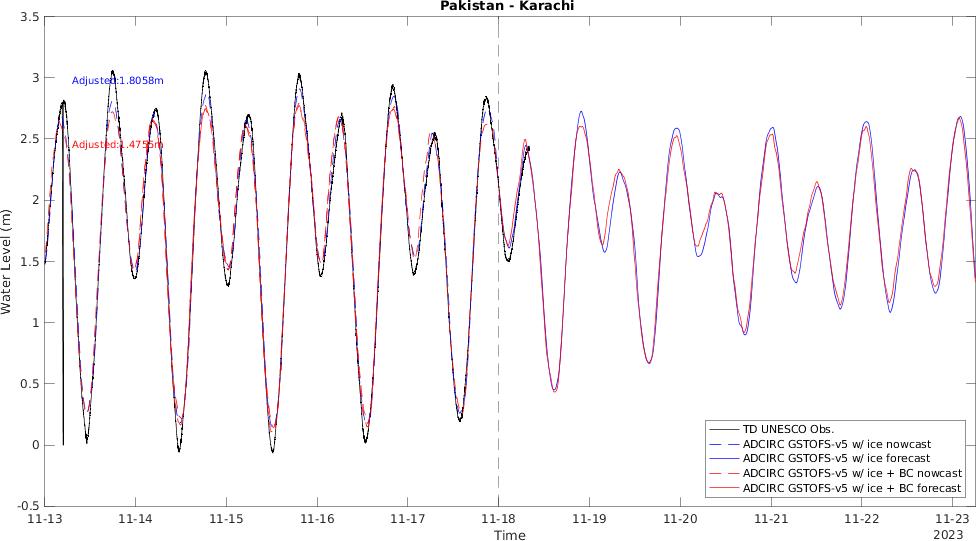 Pakistan - Karachi
3.5
3
2.5
2
1.5
1
0.5
0
-0.5
Water Level (m)
Adjusted:1.8058m
Adjusted:1.4755m
TD UNESCO Obs.
ADCIRC GSTOFS-v5 w/ ice nowcast
ADCIRC GSTOFS-v5 w/ ice forecast
ADCIRC GSTOFS-v5 w/ ice + BC nowcast
ADCIRC GSTOFS-v5 w/ ice + BC forecast
11-13 11-14 11-15 11-16 11-17 11-18 11-19 11-20 11-21 11-22 11-23
Time
2023